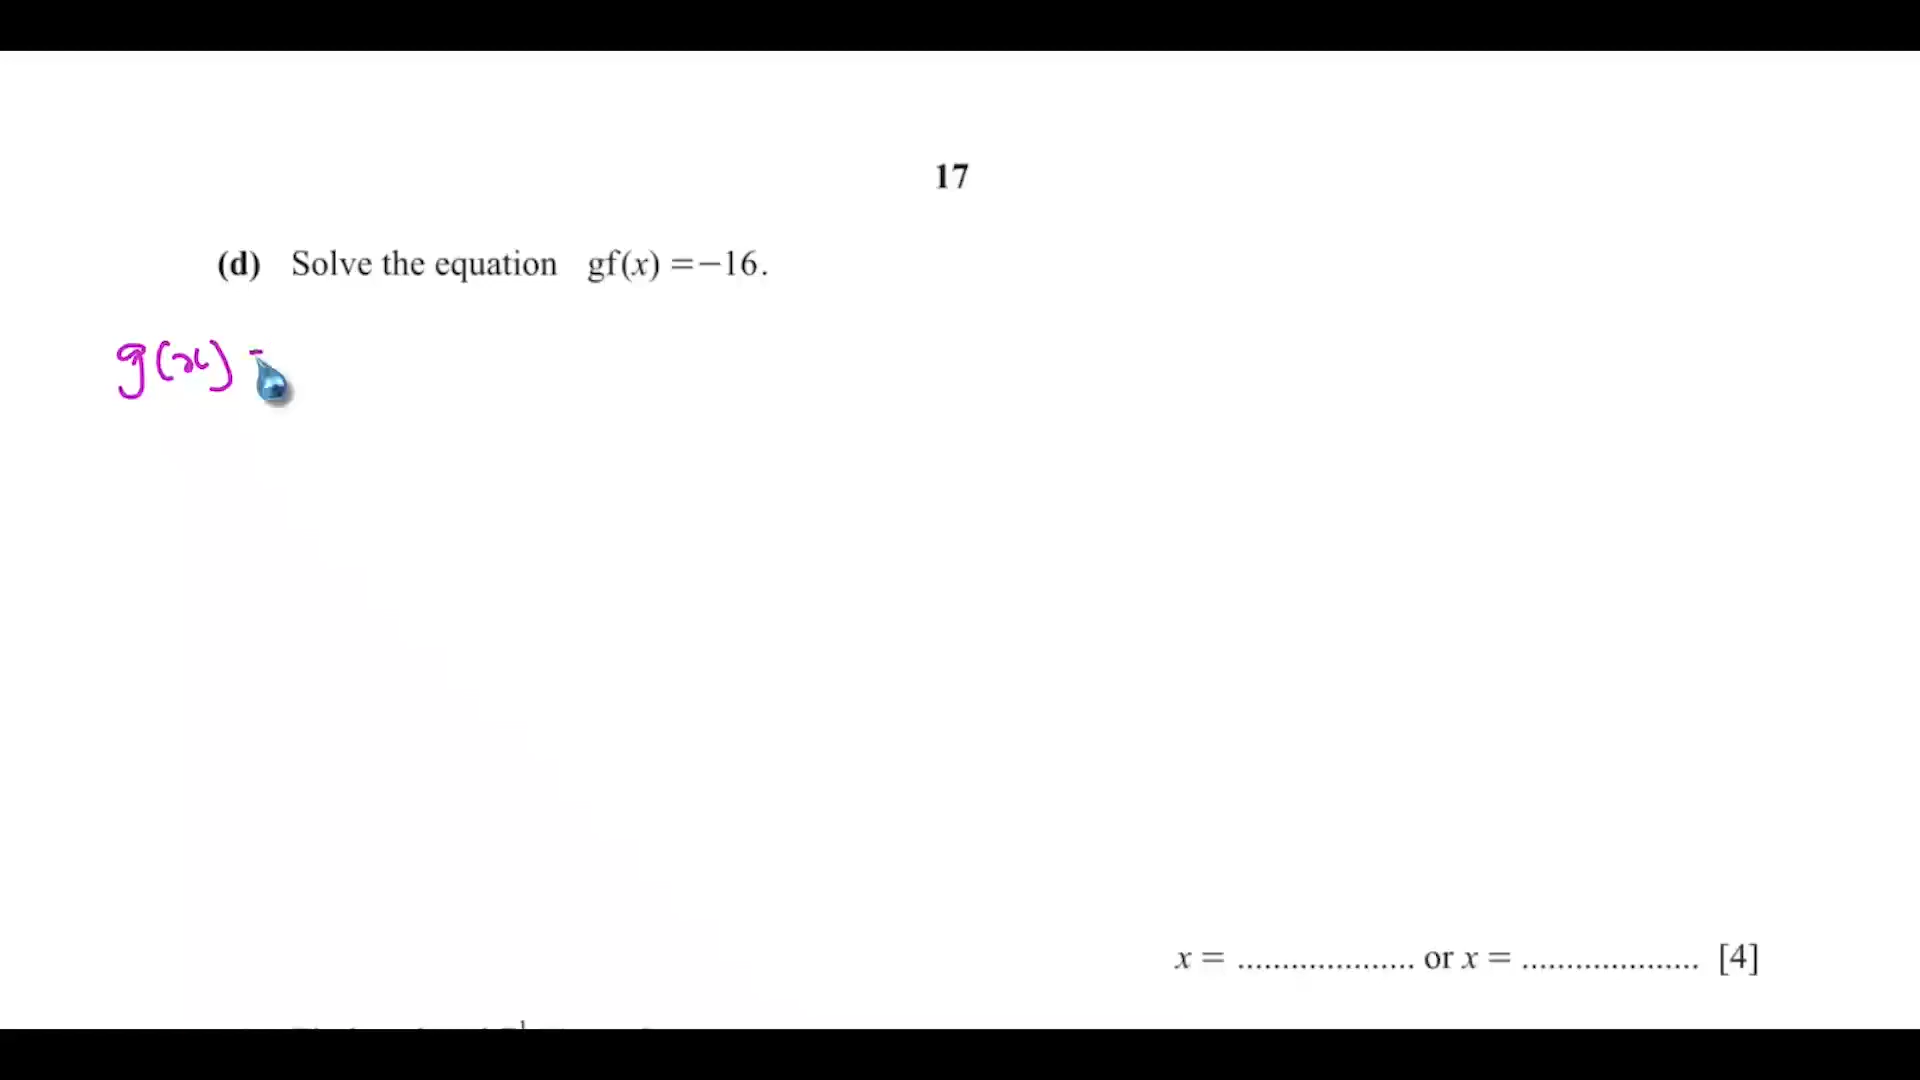 17
(d) Solve the equation gf(x) =−16.
g(x) =
x = .................... or x = .................... [4]